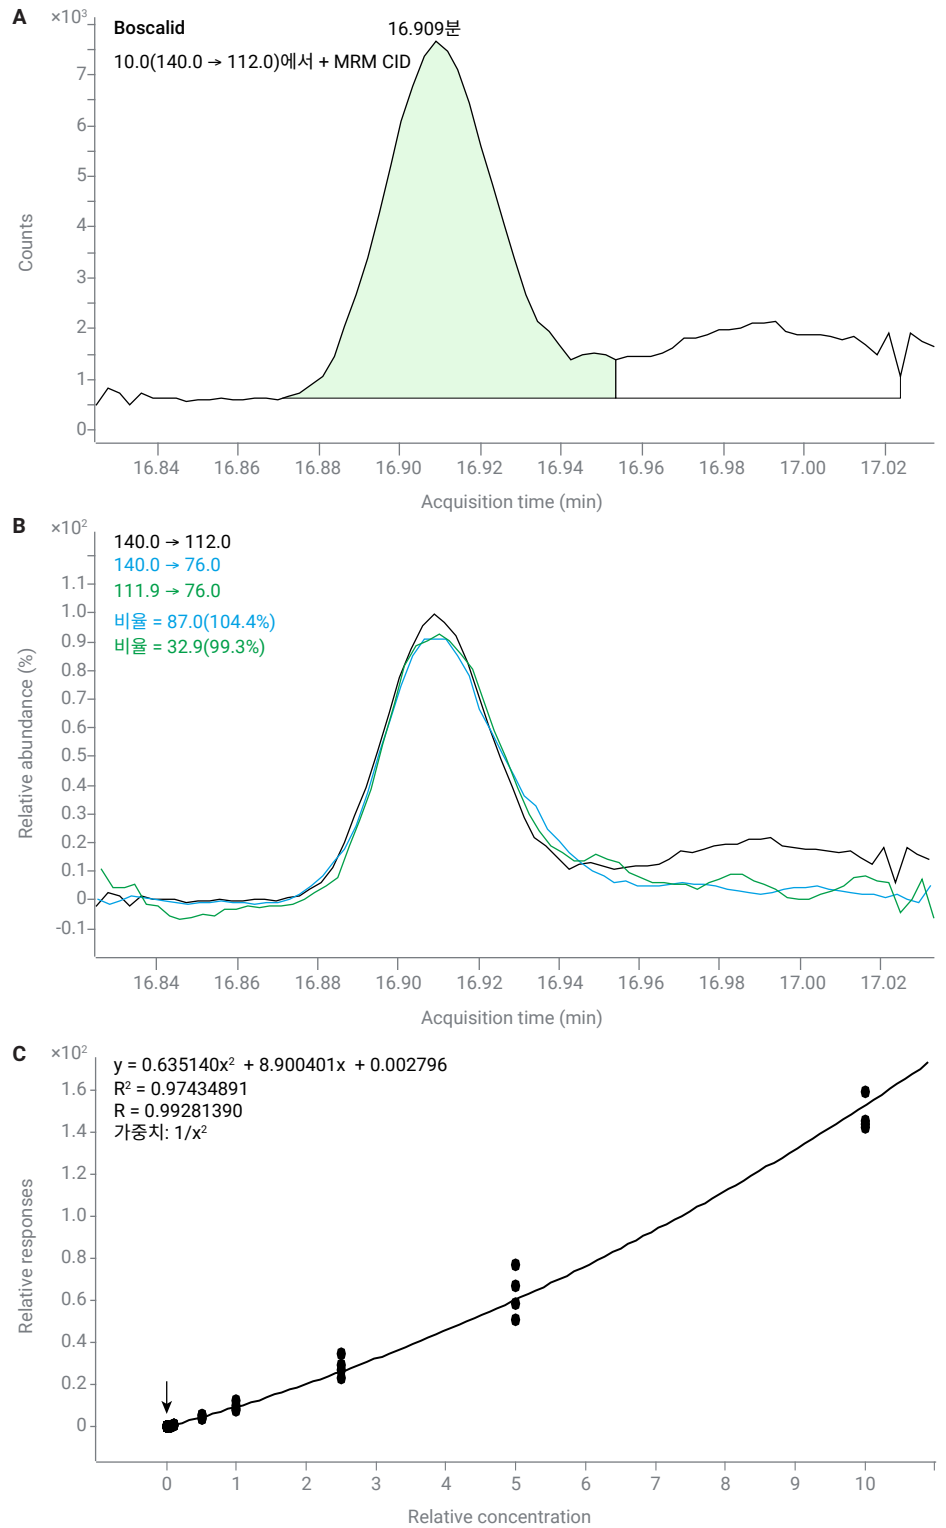 A
×10³
Boscalid
16.909분
10.0(140.0 → 112.0)에서 + MRM CID
7
6
5
4
3
2
1
0
Counts
16.84 16.86 16.88 16.90 16.92 16.94 16.96 16.98 17.00 17.02
Acquisition time (min)
B
×10²
140.0 → 112.0
140.0 → 76.0
111.9 → 76.0
비율 = 87.0(104.4%)
비율 = 32.9(99.3%)
1.1
1.0
0.9
0.8
0.7
0.6
0.5
0.4
0.3
0.2
0.1
0
-0.1
Relative abundance (%)
16.84 16.86 16.88 16.90 16.92 16.94 16.96 16.98 17.00 17.02
Acquisition time (min)
C
×10²
y = 0.635140x² + 8.900401x + 0.002796
R² = 0.97434891
R = 0.99281390
가중치: 1/x²
1.6
1.4
1.2
1.0
0.8
0.6
0.4
0.2
0
Relative responses
0 1 2 3 4 5 6 7 8 9 10
Relative concentration